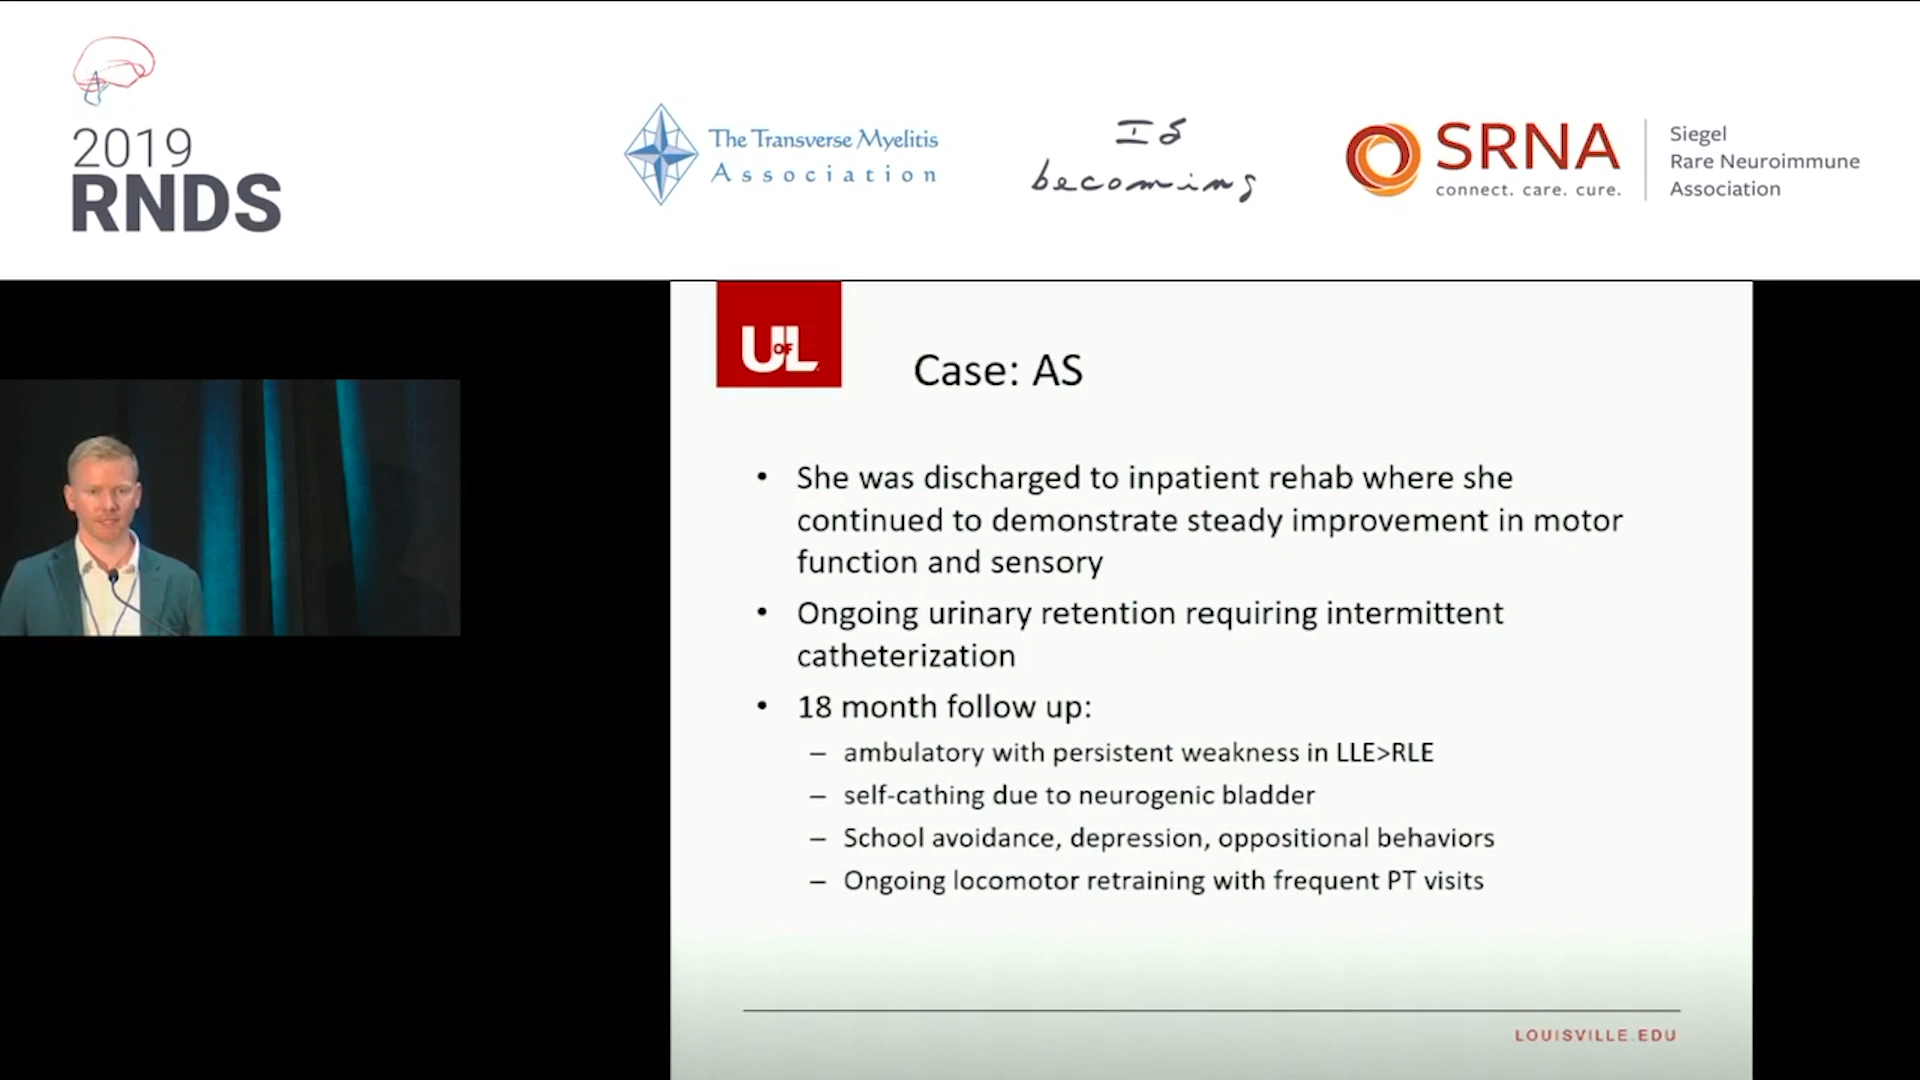 2019
RNDS
The Transverse Myelitis
Association
Is
becoming
SRNA
connect. care. cure.
Siegel
Rare Neuroimmune
Association
UofL
Case: AS
• She was discharged to inpatient rehab where she
continued to demonstrate steady improvement in motor
function and sensory
• Ongoing urinary retention requiring intermittent
catheterization
• 18 month follow up:
– ambulatory with persistent weakness in LLE>RLE
– self-cathing due to neurogenic bladder
– School avoidance, depression, oppositional behaviors
– Ongoing locomotor retraining with frequent PT visits
LOUISVILLE.EDU